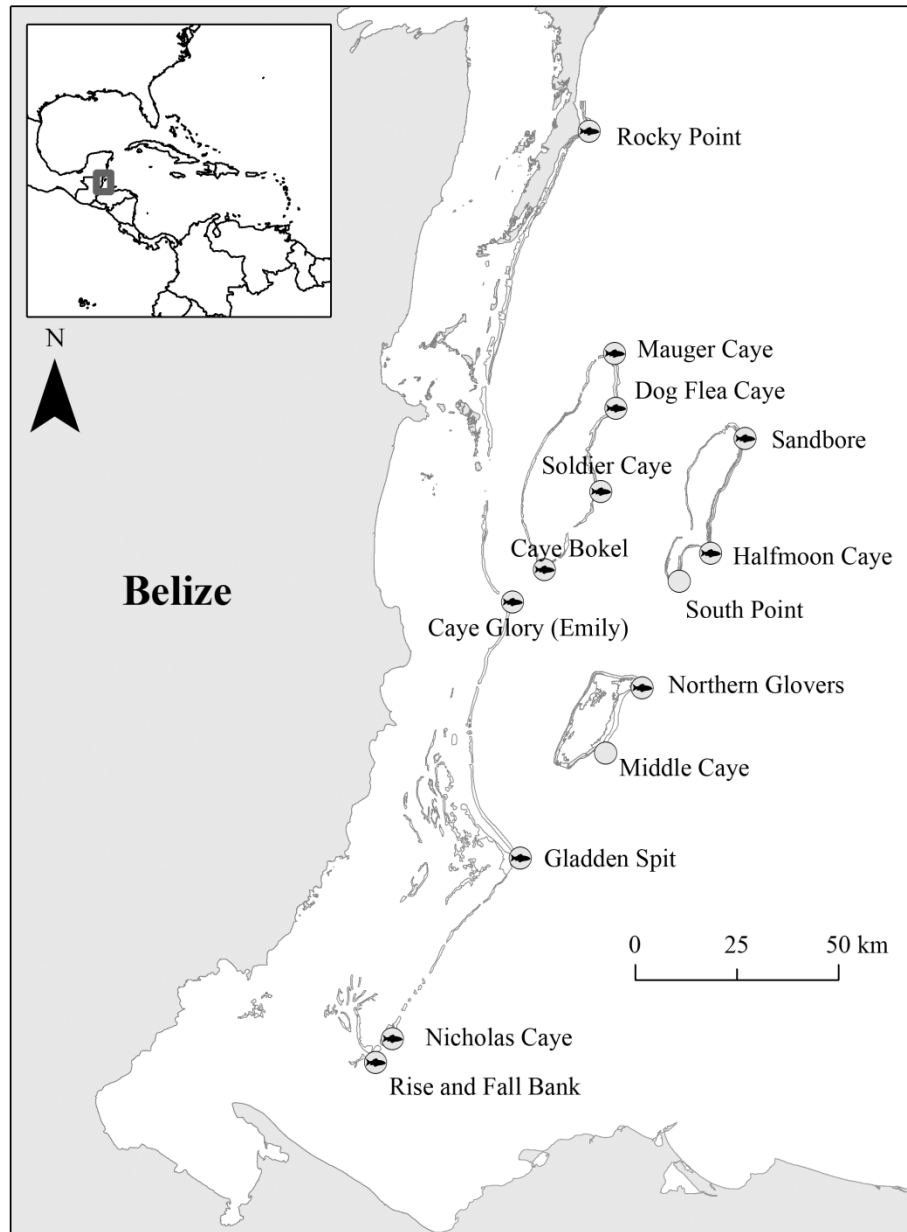 N
Rocky Point
Mauger Caye
Dog Flea Caye
Sandbore
Soldier Caye
Caye Bokel
Halfmoon Caye
Belize
South Point
Caye Glory (Emily)
Northern Glovers
Middle Caye
Gladden Spit
0 25 50 km
Nicholas Caye
Rise and Fall Bank